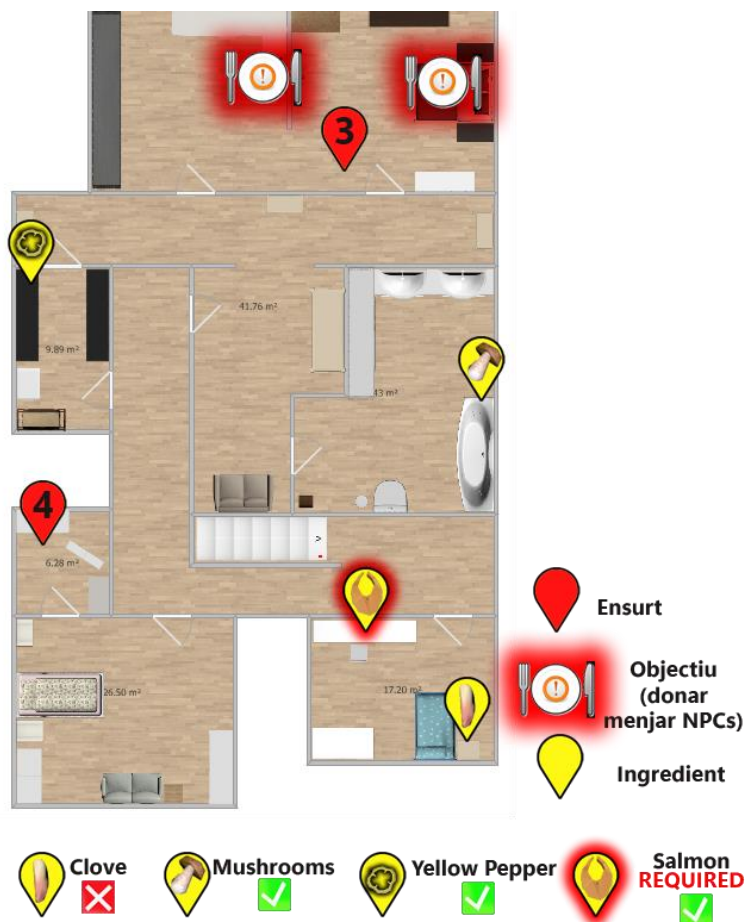 3
41.76 m²
9.89 m²
43 m²
4
6.28 m²
26.50 m²
17.20 m²
Ensurt
Objectiu
(donar
menjar NPCs)
Ingredient
Clove
Mushrooms
Yellow Pepper
Salmon
REQUIRED